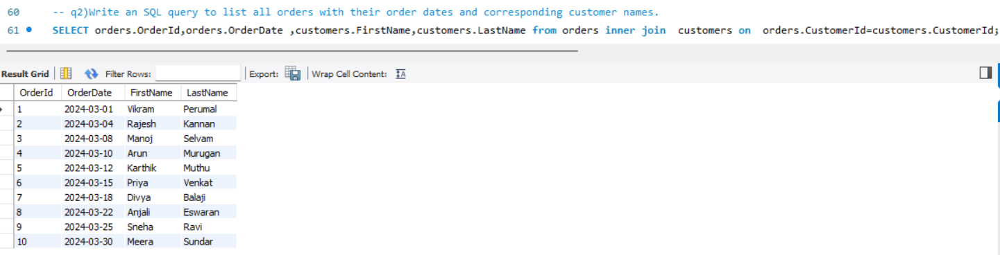 60 -- q2)Write an SQL query to list all orders with their order dates and corresponding customer names.
61 SELECT orders.OrderId,orders.OrderDate ,customers.FirstName,customers.LastName from orders inner join  customers on  orders.CustomerId=customers.CustomerId;
Result Grid Filter Rows: Export: Wrap Cell Content: IA
OrderId OrderDate FirstName LastName
1 2024-03-01 Vikram Perumal
2 2024-03-04 Rajesh Kannan
3 2024-03-08 Manoj Selvam
4 2024-03-10 Arun Murugan
5 2024-03-12 Karthik Muthu
6 2024-03-15 Priya Venkat
7 2024-03-18 Divya Balaji
8 2024-03-22 Anjali Eswaran
9 2024-03-25 Sneha Ravi
10 2024-03-30 Meera Sundar